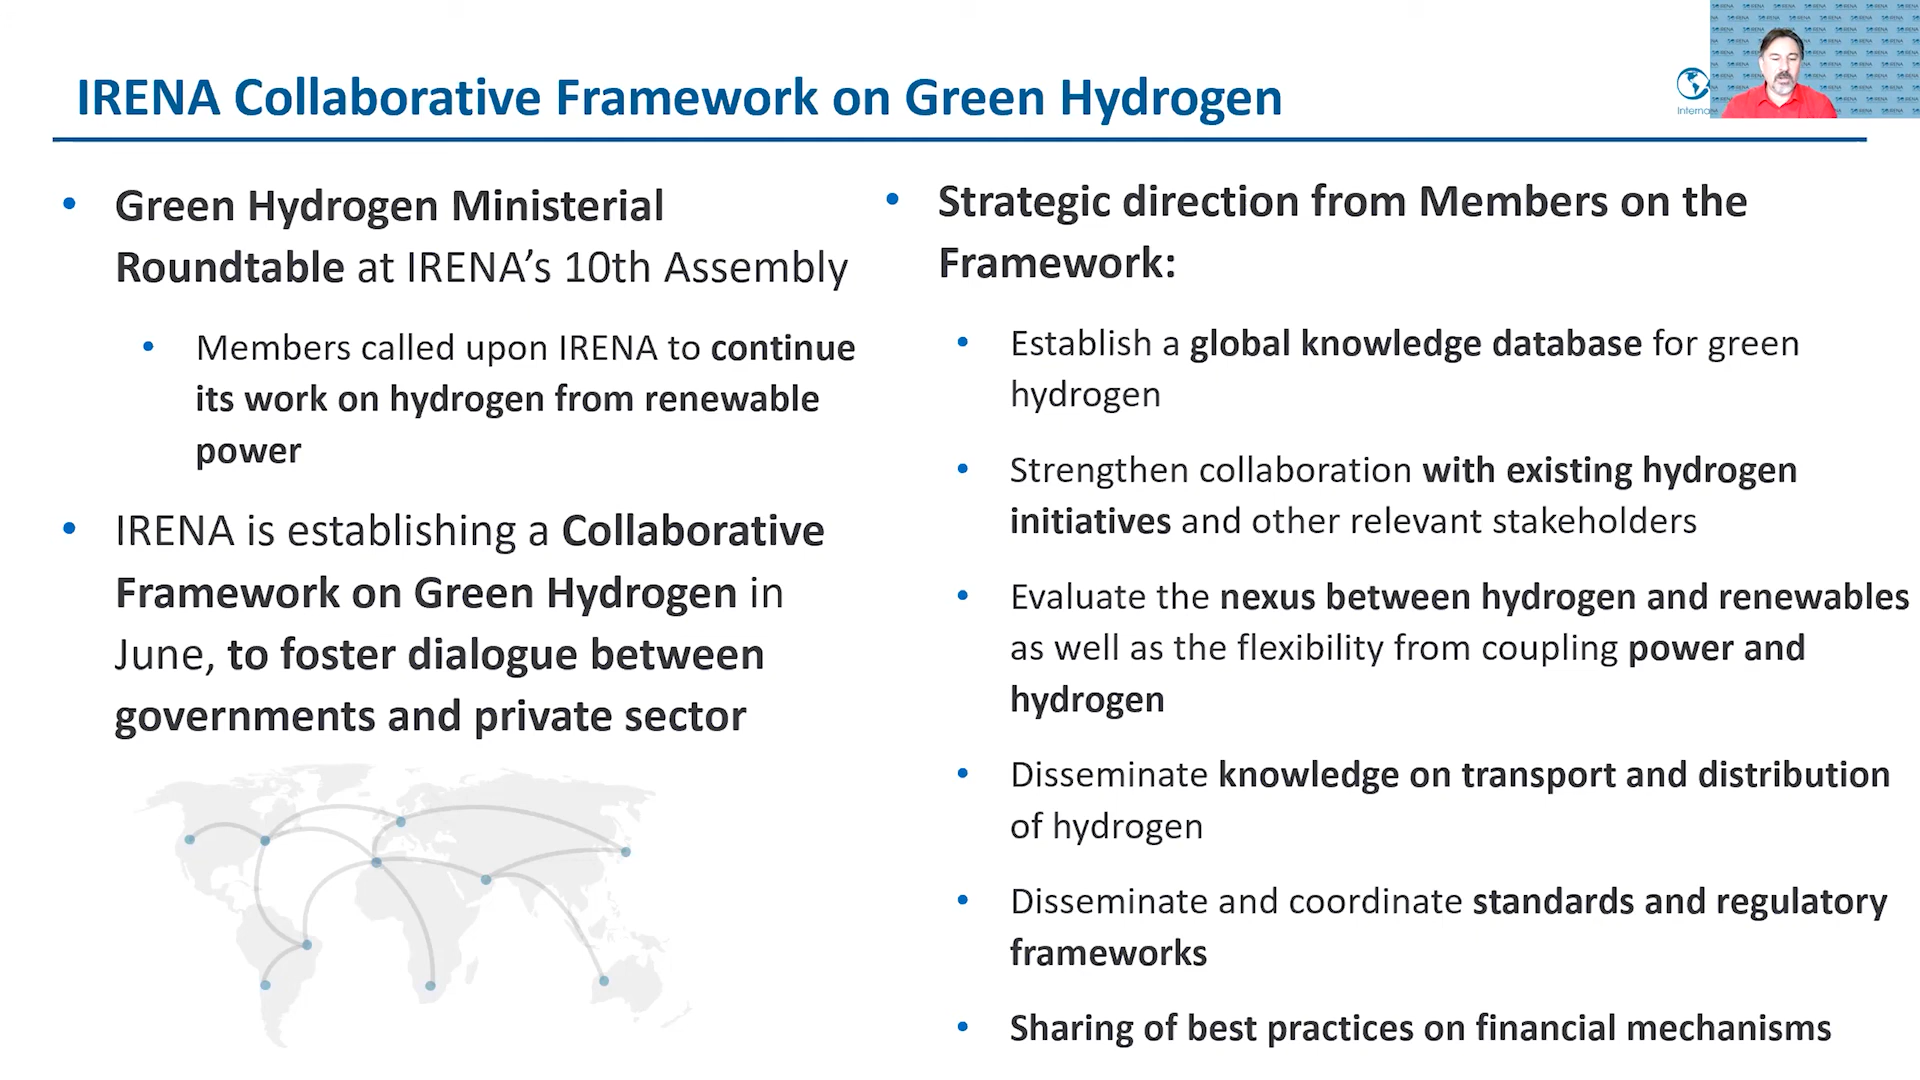 IRENA Collaborative Framework on Green Hydrogen
Interna
• Green Hydrogen Ministerial
Roundtable at IRENA’s 10th Assembly
• Members called upon IRENA to continue
its work on hydrogen from renewable
power
• IRENA is establishing a Collaborative
Framework on Green Hydrogen in
June, to foster dialogue between
governments and private sector
• Strategic direction from Members on the
Framework:
• Establish a global knowledge database for green
hydrogen
• Strengthen collaboration with existing hydrogen
initiatives and other relevant stakeholders
• Evaluate the nexus between hydrogen and renewables
as well as the flexibility from coupling power and
hydrogen
• Disseminate knowledge on transport and distribution
of hydrogen
• Disseminate and coordinate standards and regulatory
frameworks
• Sharing of best practices on financial mechanisms